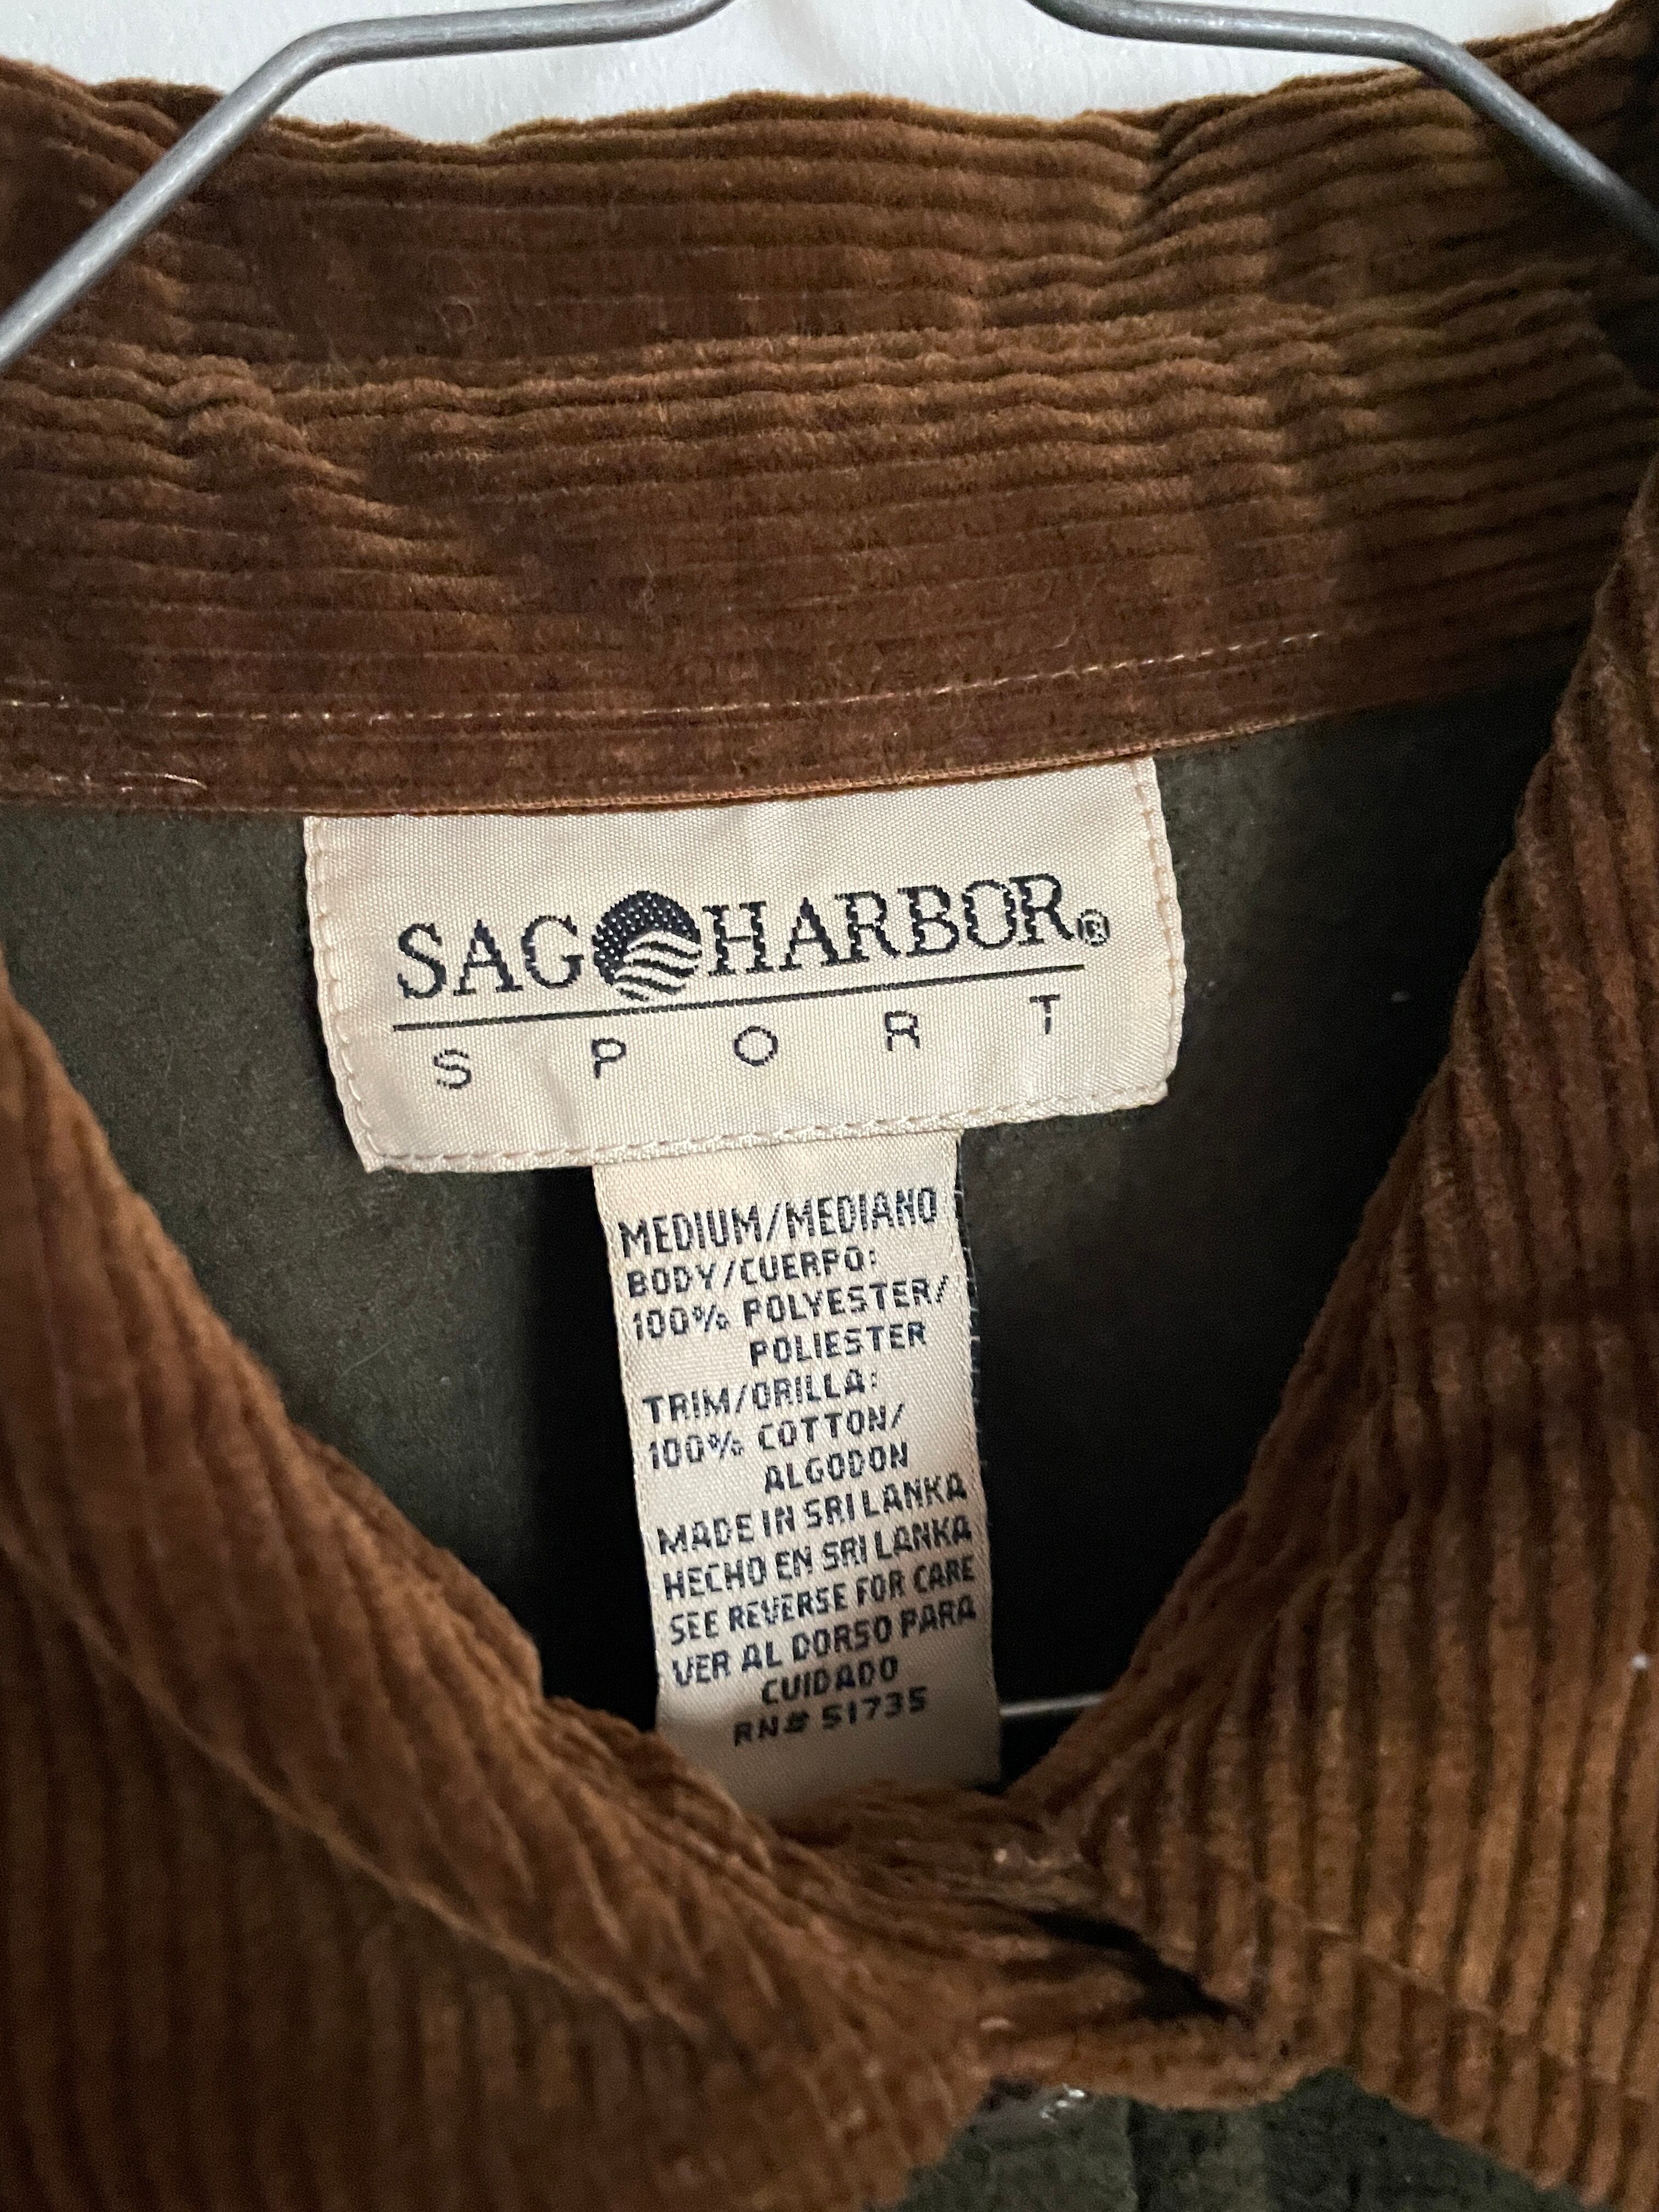 SAG HARBOR®
SPORT
MEDIUM/MEDIANO
BODY/CUERPO:
100% POLYESTER/
POLIESTER
TRIM/ORILLA:
100% COTTON/
ALGODON
MADE IN SRI LANKA
HECHO EN SRI LANKA
SEE REVERSE FOR CARE
VER AL DORSO PARA
CUIDADO
RN# 51735